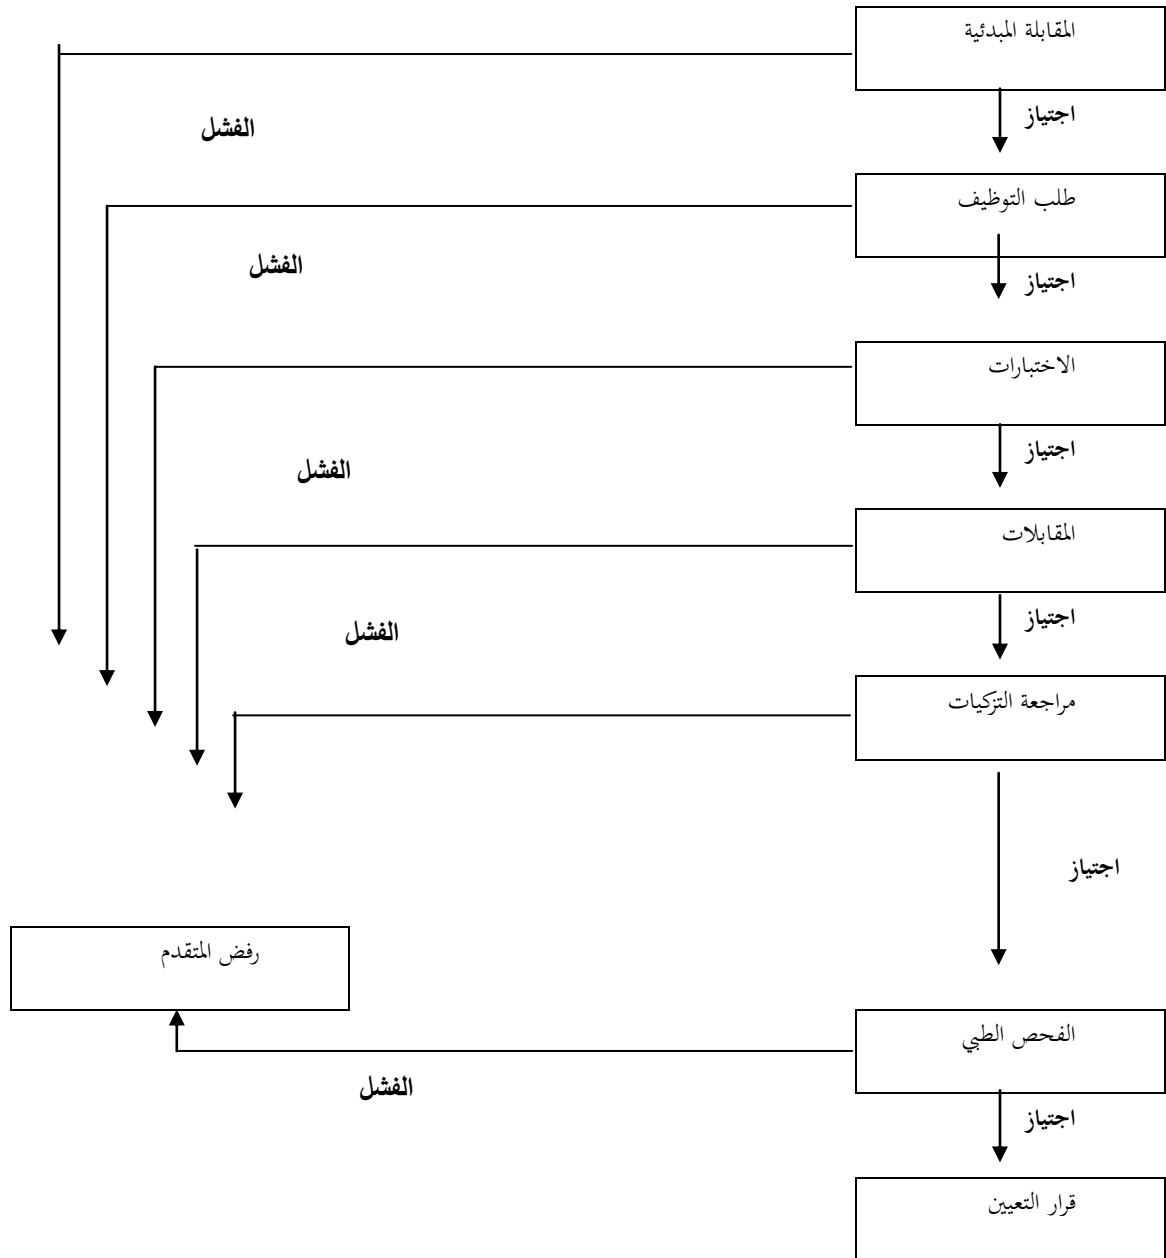 المقابلة المبدئية
اجتياز
الفشل
طلب التوظيف
الفشل
اجتياز
الاختبارات
اجتياز
الفشل
المقابلات
اجتياز
الفشل
مراجعة التزكيات
اجتياز
رفض المتقدم
الفحص الطبي
الفشل
اجتياز
قرار التعيين